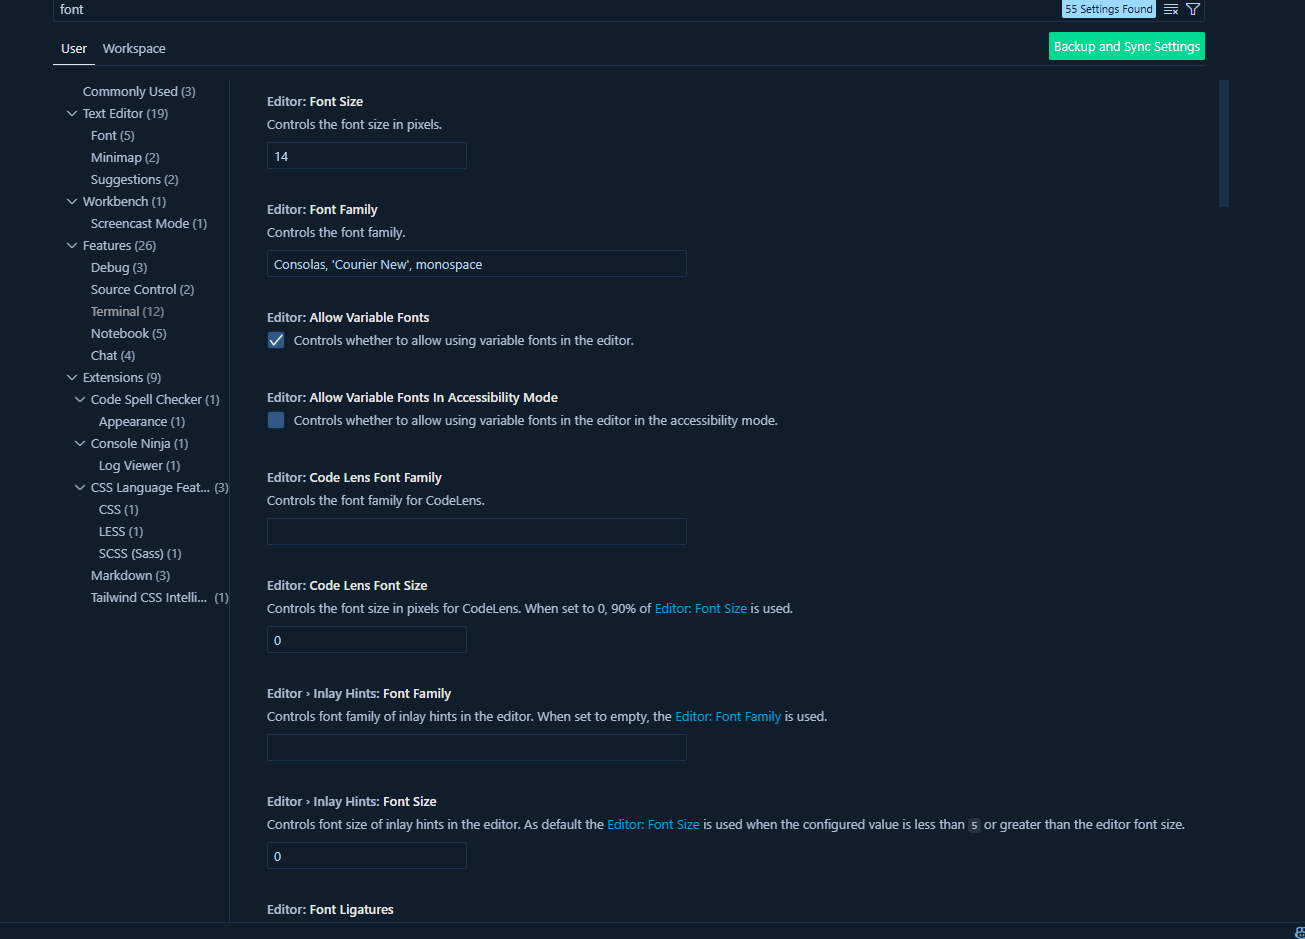 font
55 Settings Found
User Workspace
Backup and Sync Settings
Commonly Used (3)
Text Editor (19)
Font (5)
Minimap (2)
Suggestions (2)
Workbench (1)
Screencast Mode (1)
Features (26)
Debug (3)
Source Control (2)
Terminal (12)
Notebook (5)
Chat (4)
Extensions (9)
Code Spell Checker (1)
Appearance (1)
Console Ninja (1)
Log Viewer (1)
CSS Language Feat... (3)
CSS (1)
LESS (1)
SCSS (Sass) (1)
Markdown (3)
Tailwind CSS Intelli... (1)
Editor: Font Size
Controls the font size in pixels.
14
Editor: Font Family
Controls the font family.
Consolas, 'Courier New', monospace
Editor: Allow Variable Fonts
Controls whether to allow using variable fonts in the editor.
Editor: Allow Variable Fonts In Accessibility Mode
Controls whether to allow using variable fonts in the editor in the accessibility mode.
Editor: Code Lens Font Family
Controls the font family for CodeLens.
Editor: Code Lens Font Size
Controls the font size in pixels for CodeLens. When set to 0, 90% of Editor: Font Size is used.
0
Editor › Inlay Hints: Font Family
Controls font family of inlay hints in the editor. When set to empty, the Editor: Font Family is used.
Editor › Inlay Hints: Font Size
Controls font size of inlay hints in the editor. As default the Editor: Font Size is used when the configured value is less than 5 or greater than the editor font size.
0
Editor: Font Ligatures